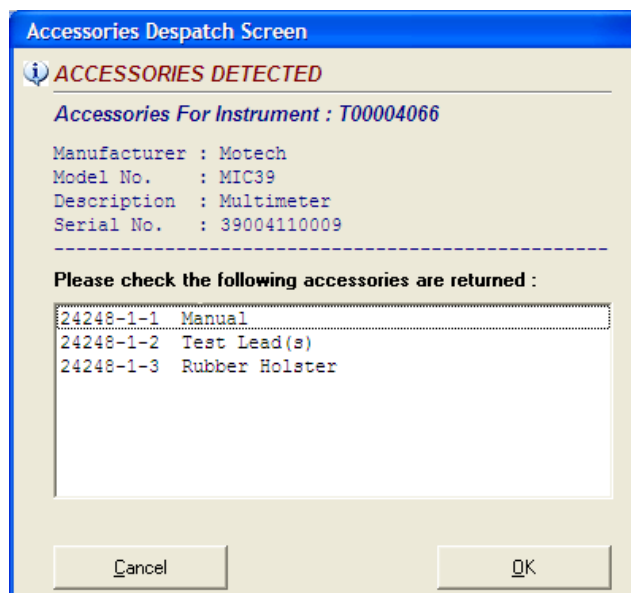 Accessories Despatch Screen
ACCESSORIES DETECTED
Accessories For Instrument : T00004066
Manufacturer : Motech
Model No.    : MIC39
Description  : Multimeter
Serial No.   : 39004110009
--------------------------------------------------
Please check the following accessories are returned :
24248-1-1  Manual
24248-1-2  Test Lead(s)
24248-1-3  Rubber Holster
Cancel
OK